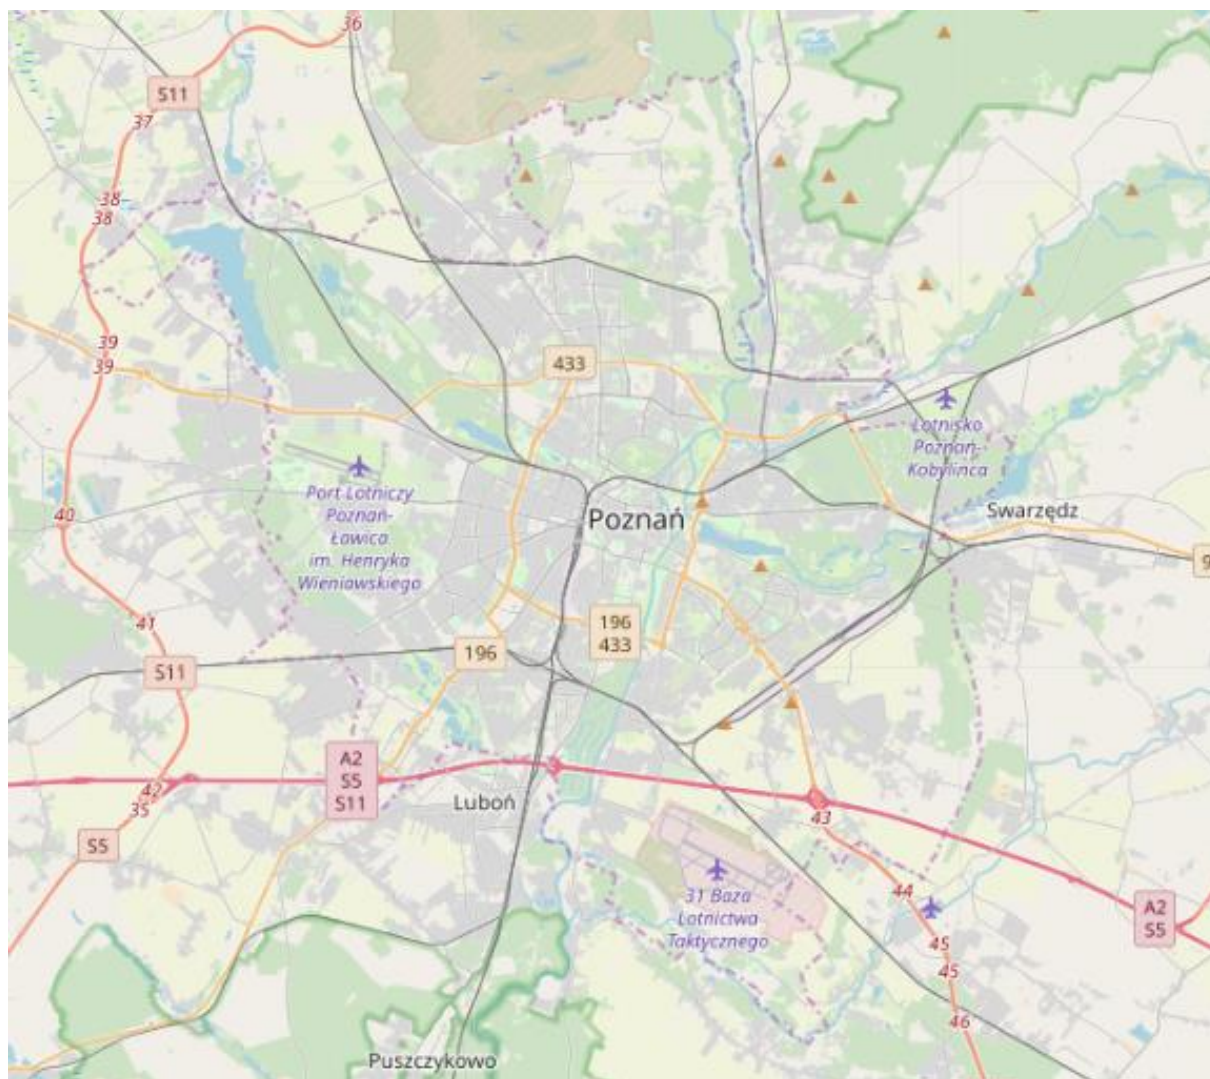 36
S11
37
38
38
39
39
433
Lotnisko
Poznań-
Kobylnica
Port Lotniczy
Poznań-
Ławica
im. Henryka
Wieniawskiego
40
Poznań
Swarzędz
9
41
196
433
196
S11
A2
S5
S11
42
35
Luboń
43
S5
31 Baza
Lotnictwa
Taktycznego
44
A2
S5
45
45
46
Puszczykowo